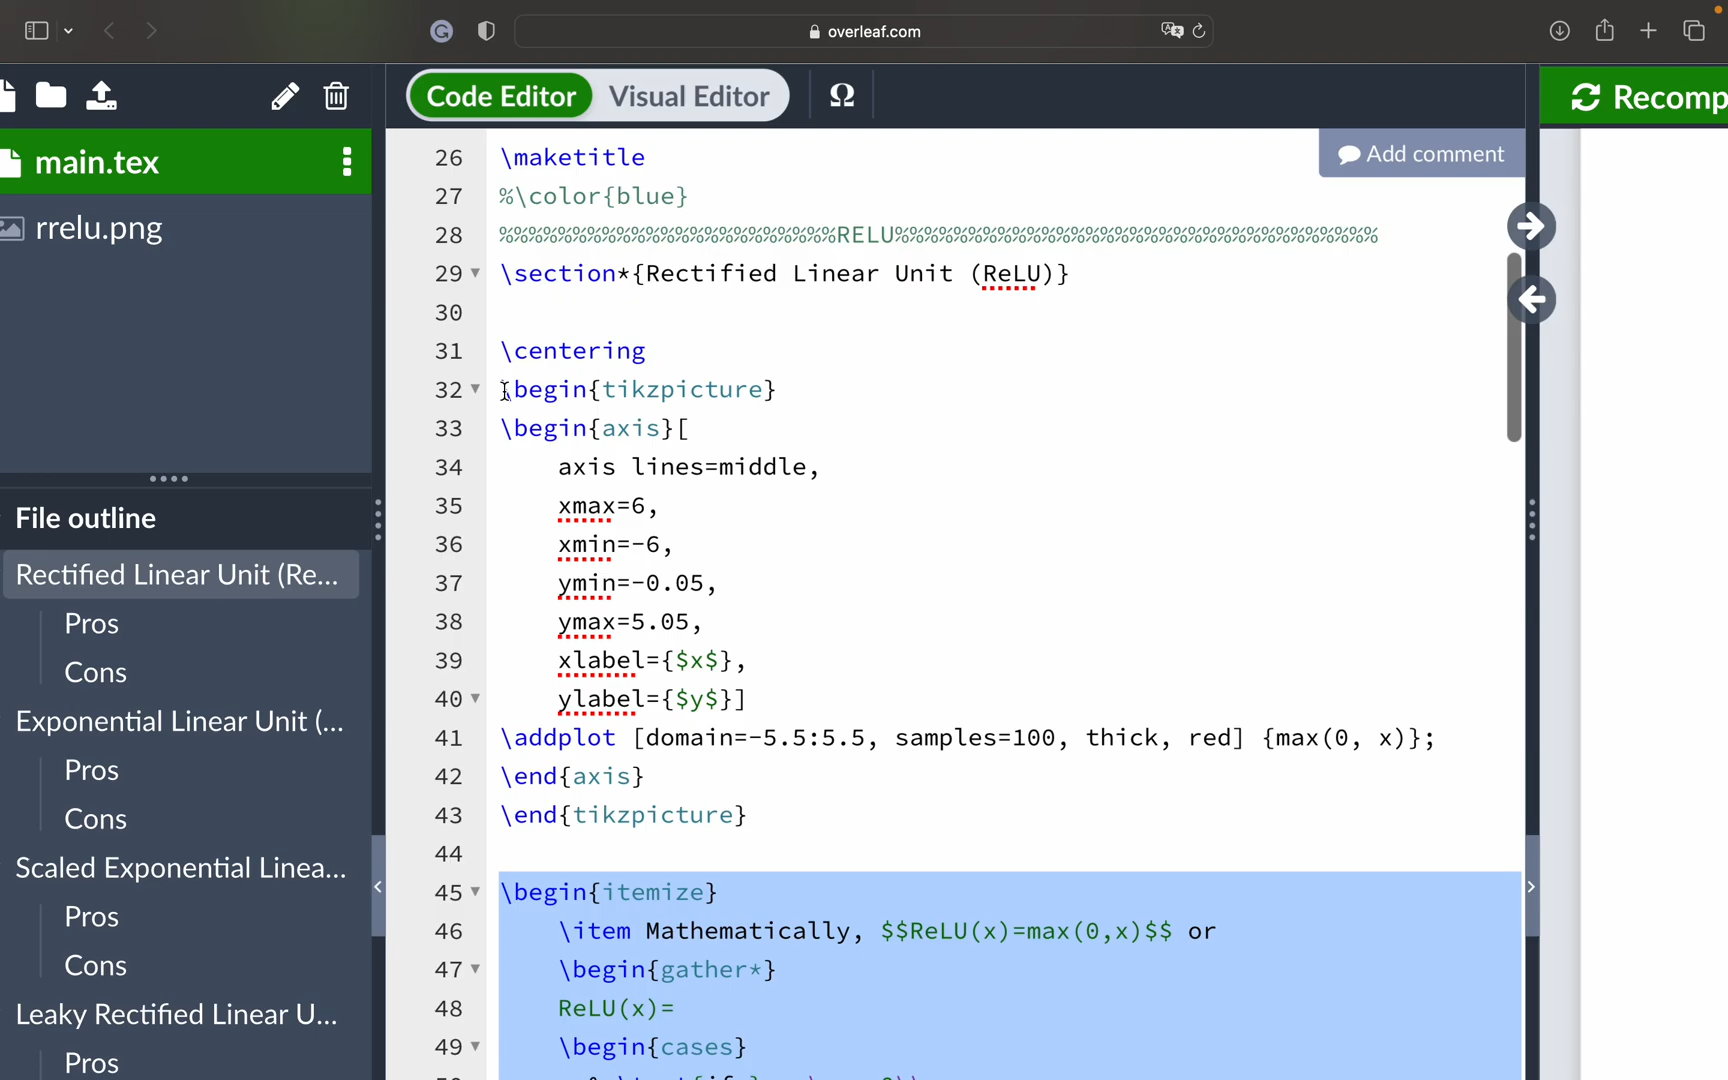 overleaf.com
Code Editor
Visual Editor
Ω
Recomp
main.tex
rrelu.png
File outline
Rectified Linear Unit (Re...
Pros
Cons
Exponential Linear Unit (...
Pros
Cons
Scaled Exponential Linea...
Pros
Cons
Leaky Rectified Linear U...
Pros
Add comment
26 \maketitle
27 %\color{blue}
28 %%%%%%%%%%%%%%%%%%%%%%%RELU%%%%%%%%%%%%%%%%%%%%%%%%%%%%%%%%%
29 \section*{Rectified Linear Unit (ReLU)}
30
31 \centering
32 \begin{tikzpicture}
33 \begin{axis}[
34 axis lines=middle,
35 xmax=6,
36 xmin=-6,
37 ymin=-0.05,
38 ymax=5.05,
39 xlabel={$x$},
40 ylabel={$y$}]
41 \addplot [domain=-5.5:5.5, samples=100, thick, red] {max(0, x)};
42 \end{axis}
43 \end{tikzpicture}
44
45 \begin{itemize}
46 \item Mathematically, $$ReLU(x)=max(0,x)$$ or
47 \begin{gather*}
48 ReLU(x)=
49 \begin{cases}